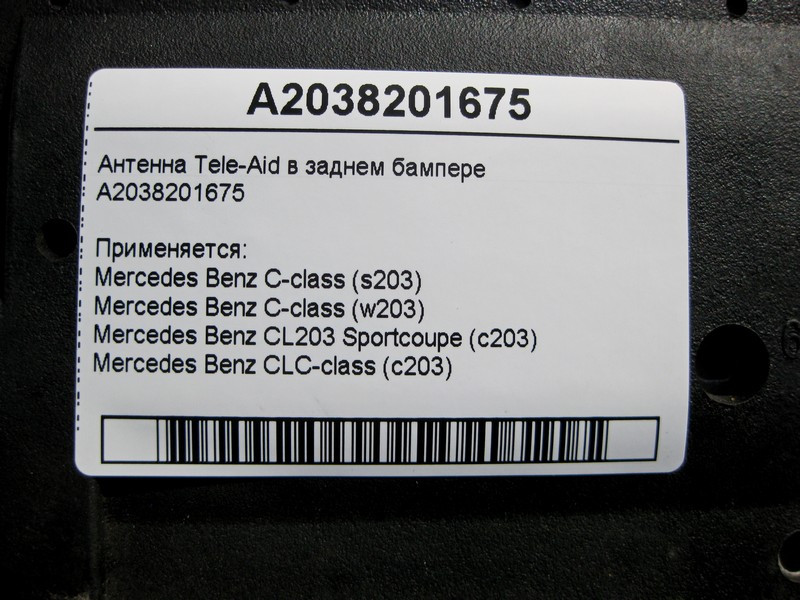 A2038201675
Антенна Tele-Aid в заднем бампере
A2038201675
Применяется:
Mercedes Benz C-class (s203)
Mercedes Benz C-class (w203)
Mercedes Benz CL203 Sportcoupe (c203)
Mercedes Benz CLC-class (c203)
6